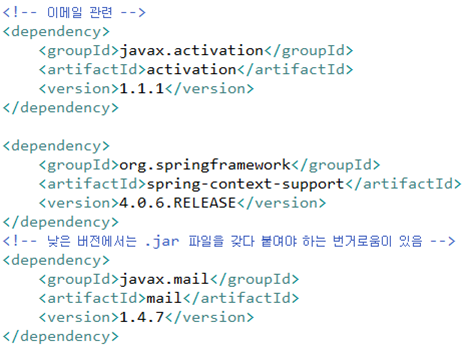 <!-- 이메일 관련 -->
<dependency>
    <groupId>javax.activation</groupId>
    <artifactId>activation</artifactId>
    <version>1.1.1</version>
</dependency>

<dependency>
    <groupId>org.springframework</groupId>
    <artifactId>spring-context-support</artifactId>
    <version>4.0.6.RELEASE</version>
</dependency>
<!-- 낮은 버전에서는 .jar 파일을 갖다 붙여야 하는 번거로움이 있음 -->
<dependency>
    <groupId>javax.mail</groupId>
    <artifactId>mail</artifactId>
    <version>1.4.7</version>
</dependency>